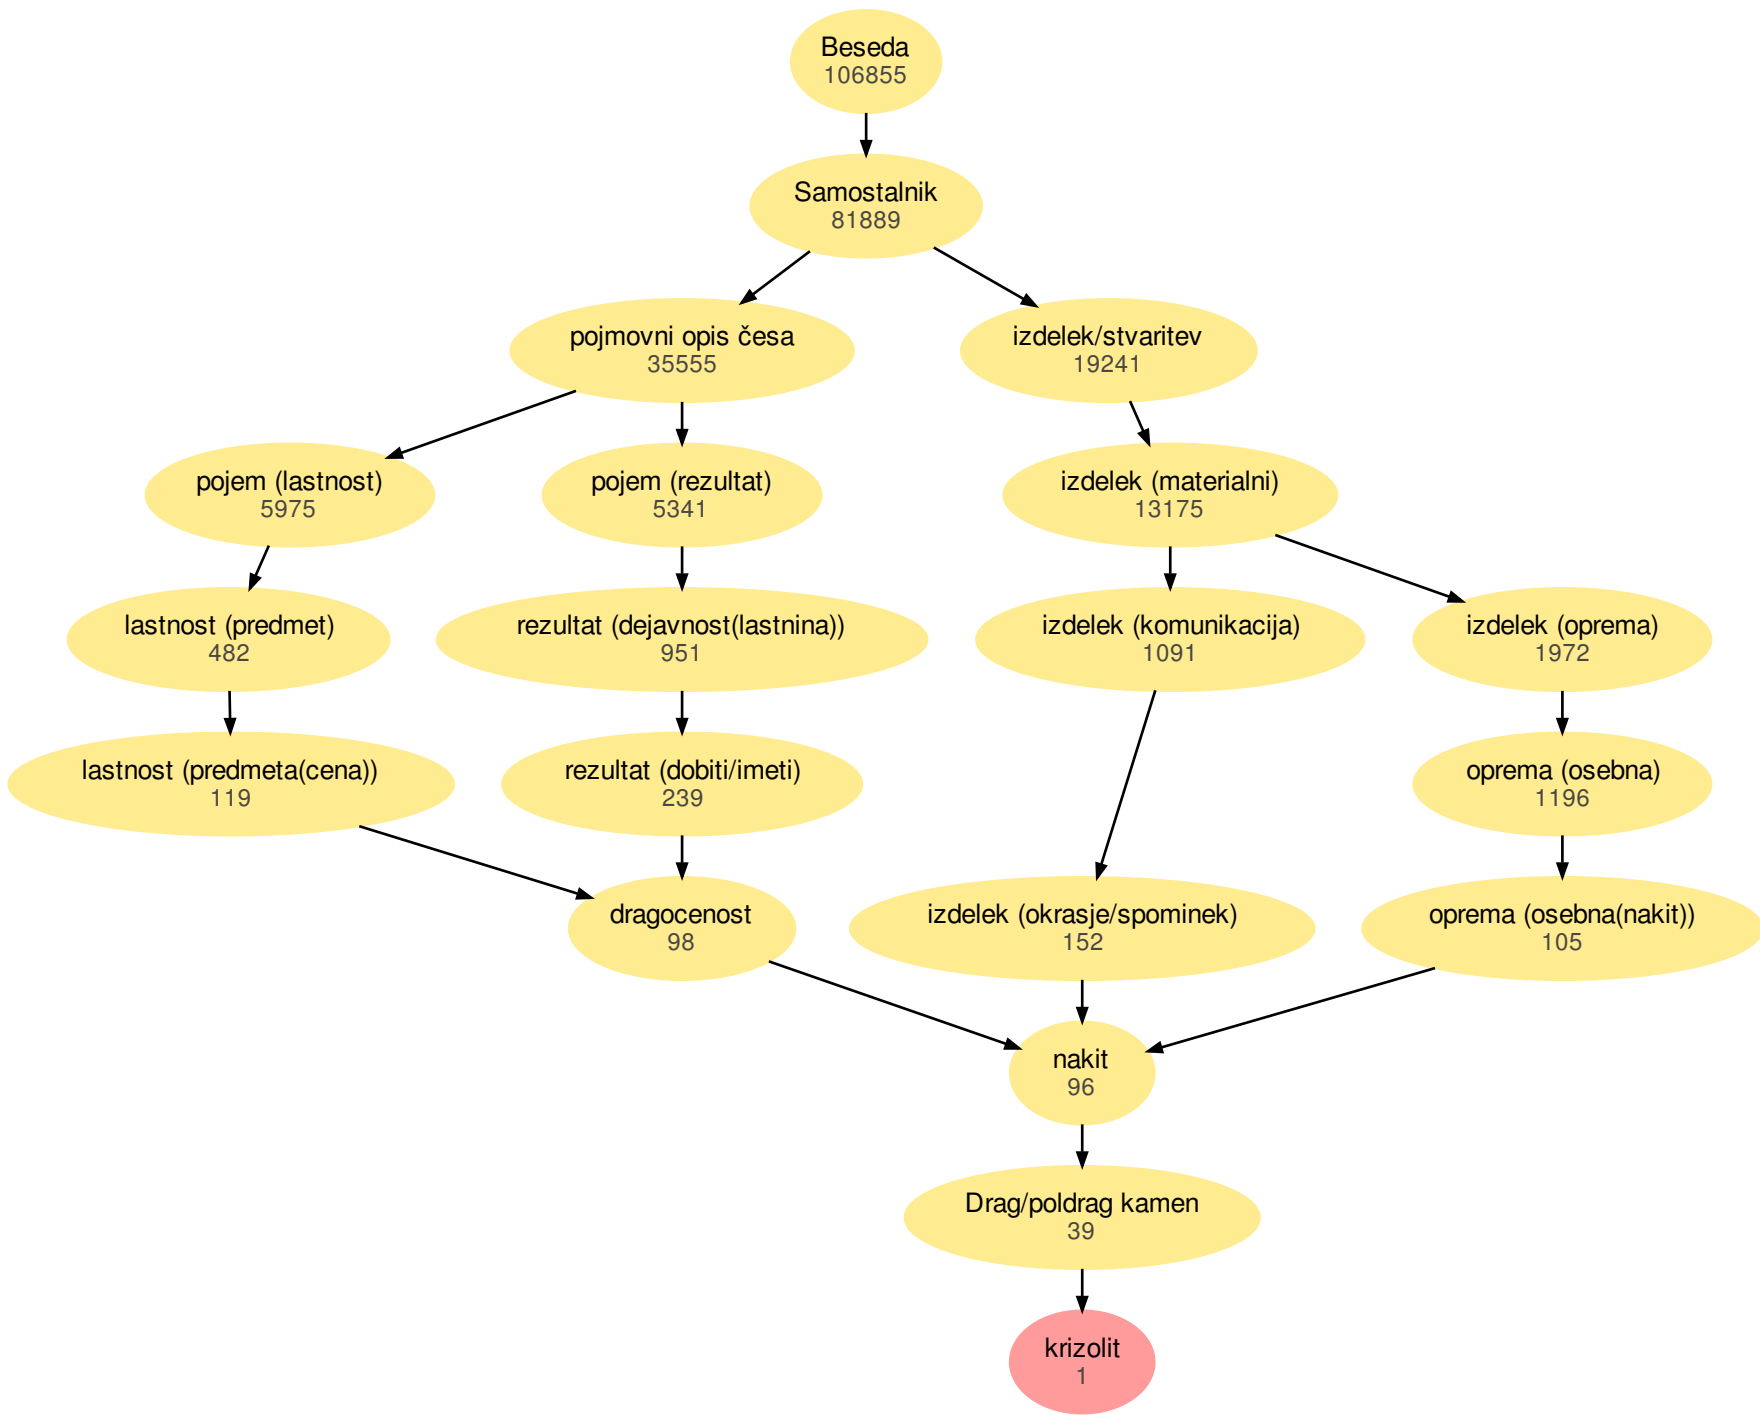 Beseda
106855
Samostalnik
81889
pojmovni opis česa
35555
izdelek/stvaritev
19241
pojem (lastnost)
5975
pojem (rezultat)
5341
izdelek (materialni)
13175
lastnost (predmet)
482
rezultat (dejavnost(lastnina))
951
izdelek (komunikacija)
1091
izdelek (oprema)
1972
lastnost (predmeta(cena))
119
rezultat (dobiti/imeti)
239
oprema (osebna)
1196
dragocenost
98
izdelek (okrasje/spominek)
152
oprema (osebna(nakit))
105
nakit
96
Drag/poldrag kamen
39
krizolit
1